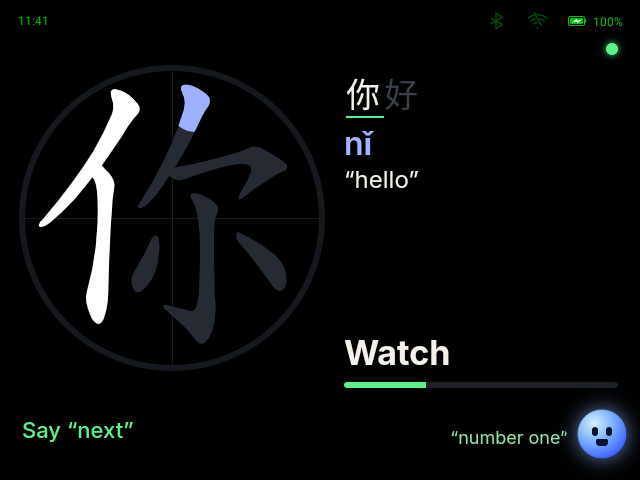 11:41
100%
你好
nǐ
“hello”
你
Watch
Say “next”
“number one”